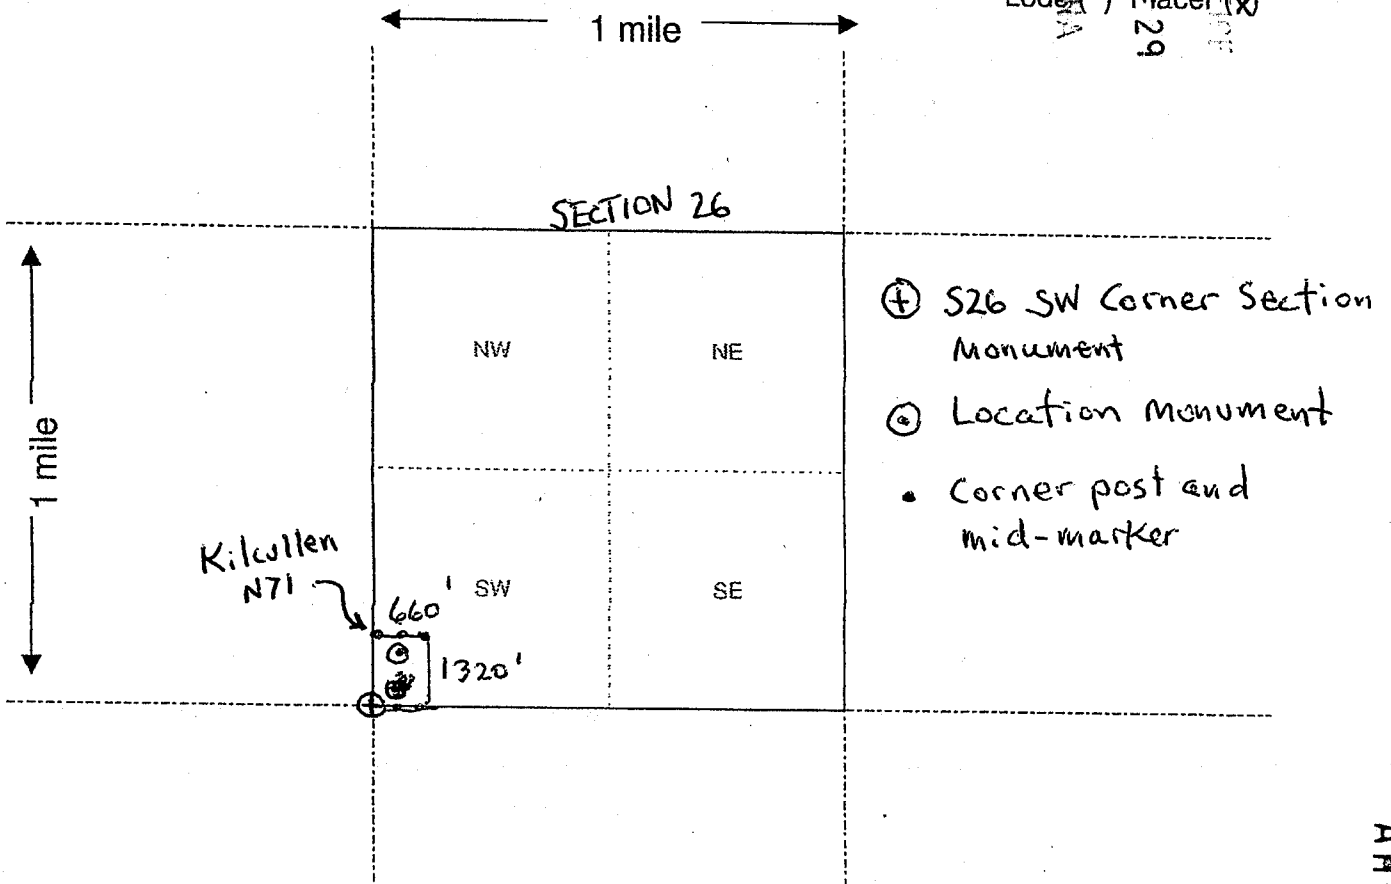 1 mile
Lode ( ) Placer (X)
29
SECTION 26
1 mile
NW
NE
⊕ S26 SW Corner Section
Monument
⊙ Location Monument
• Corner post and
mid-marker
Kilcullen
N71
660'
SW
SE
1320'